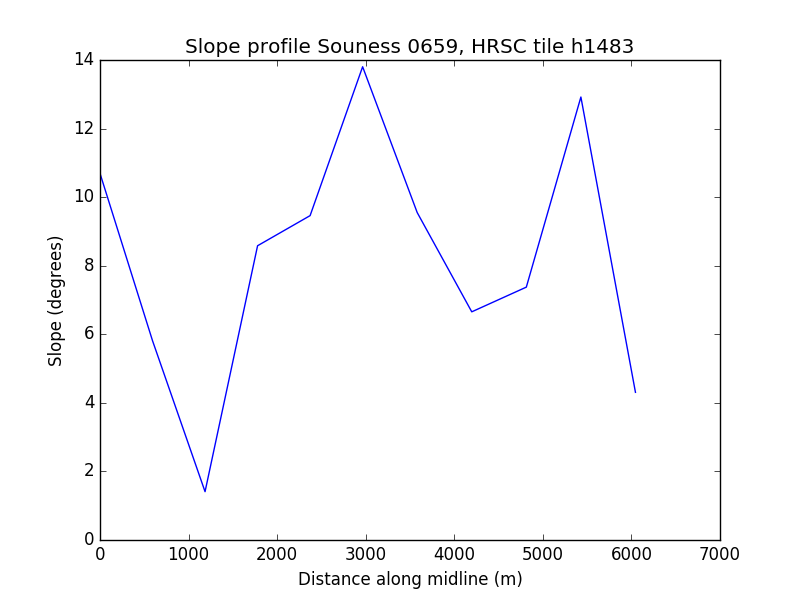 Slope profile Souness 0659, HRSC tile h1483
14
12
10
8
6
4
2
0
Slope (degrees)
0 1000 2000 3000 4000 5000 6000 7000
Distance along midline (m)